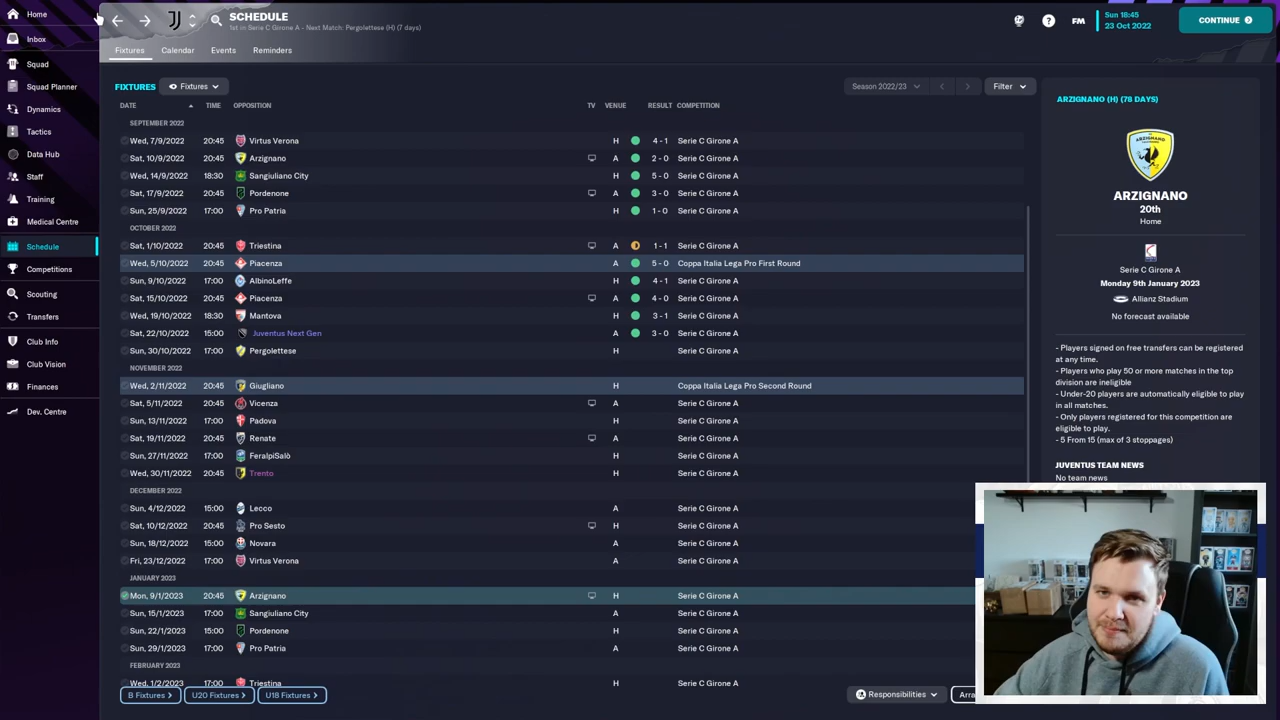 Home
Inbox
Squad
Squad Planner
Dynamics
Tactics
Data Hub
Staff
Training
Medical Centre
Schedule
Competitions
Scouting
Transfers
Club Info
Club Vision
Finances
Dev. Centre
SCHEDULE
1st in Serie C Girone A - Next Match: Pergolettese (H) (7 days)
FM
Sun 18:45
23 Oct 2022
CONTINUE
Fixtures Calendar Events Reminders
FIXTURES Fixtures Season 2022/23 Filter
DATE TIME OPPOSITION TV VENUE RESULT COMPETITION
SEPTEMBER 2022
Wed, 7/9/2022 20:45 Virtus Verona H 4 - 1 Serie C Girone A
Sat, 10/9/2022 20:45 Arzignano A 2 - 0 Serie C Girone A
Wed, 14/9/2022 18:30 Sangiuliano City H 5 - 0 Serie C Girone A
Sat, 17/9/2022 20:45 Pordenone A 3 - 0 Serie C Girone A
Sun, 25/9/2022 17:00 Pro Patria H 1 - 0 Serie C Girone A
OCTOBER 2022
Sat, 1/10/2022 20:45 Triestina A 1 - 1 Serie C Girone A
Wed, 5/10/2022 20:45 Piacenza A 5 - 0 Coppa Italia Lega Pro First Round
Sun, 9/10/2022 17:00 AlbinoLeffe H 4 - 1 Serie C Girone A
Sat, 15/10/2022 20:45 Piacenza A 4 - 0 Serie C Girone A
Wed, 19/10/2022 18:30 Mantova H 3 - 1 Serie C Girone A
Sat, 22/10/2022 15:00 Juventus Next Gen A 3 - 0 Serie C Girone A
Sun, 30/10/2022 17:00 Pergolettese H Serie C Girone A
NOVEMBER 2022
Wed, 2/11/2022 20:45 Giugliano H Coppa Italia Lega Pro Second Round
Sat, 5/11/2022 20:45 Vicenza A Serie C Girone A
Sun, 13/11/2022 17:00 Padova H Serie C Girone A
Sat, 19/11/2022 20:45 Renate A Serie C Girone A
Sun, 27/11/2022 17:00 FeralpiSalò H Serie C Girone A
Wed, 30/11/2022 20:45 Trento H Serie C Girone A
DECEMBER 2022
Sun, 4/12/2022 15:00 Lecco A Serie C Girone A
Sat, 10/12/2022 20:45 Pro Sesto H Serie C Girone A
Sun, 18/12/2022 15:00 Novara A Serie C Girone A
Fri, 23/12/2022 17:00 Virtus Verona A Serie C Girone A
JANUARY 2023
Mon, 9/1/2023 20:45 Arzignano H Serie C Girone A
Sun, 15/1/2023 17:00 Sangiuliano City A Serie C Girone A
Sun, 22/1/2023 15:00 Pordenone H Serie C Girone A
Sun, 29/1/2023 17:00 Pro Patria A Serie C Girone A
FEBRUARY 2023
Wed, 1/2/2023 17:00 Triestina H Serie C Girone A
B Fixtures U20 Fixtures U18 Fixtures Responsibilities Arra
ARZIGNANO (H) (78 DAYS)
ARZIGNANO
20th
Home
Serie C Girone A
Monday 9th January 2023
Allianz Stadium
No forecast available
- Players signed on free transfers can be registered
at any time.
- Players who play 50 or more matches in the top
division are ineligible
- Under-20 players are automatically eligible to play
in all matches.
- Only players registered for this competition are
eligible to play.
- 5 From 15 (max of 3 stoppages)
JUVENTUS TEAM NEWS
No team news